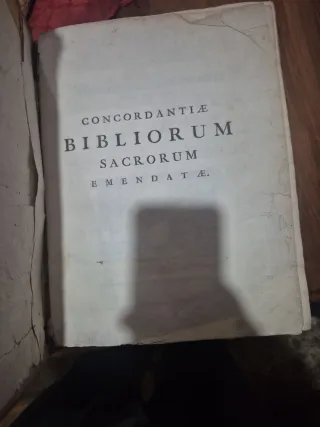 CONCORDANTIÆ
BIBLIORUM
SACRORUM
EMENDATÆ.